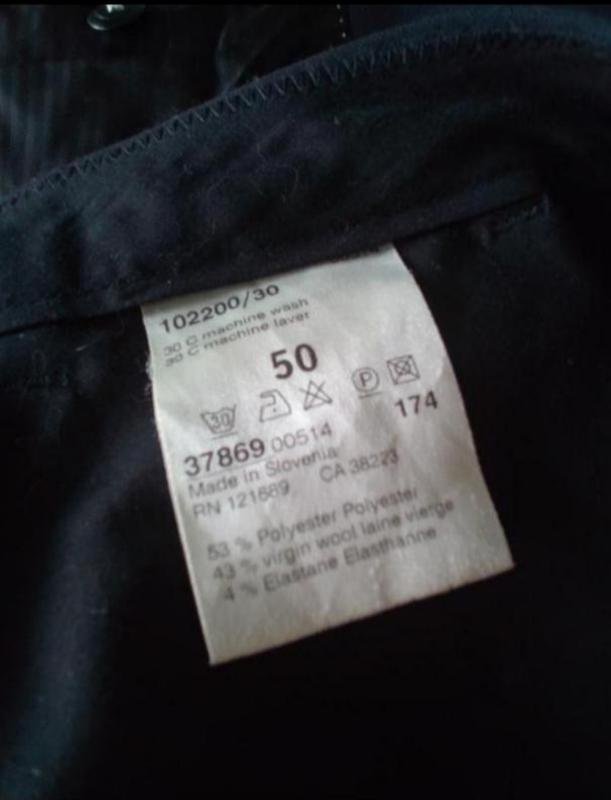 102200/30
30 C machine wash
30 C machine laver
50
30 P
174
37869 00514
Made in Slovenia
RN 121689 CA 38223
53 % Polyester Polyester
43 % virgin wool laine vierge
4 % Elastane Elasthanne